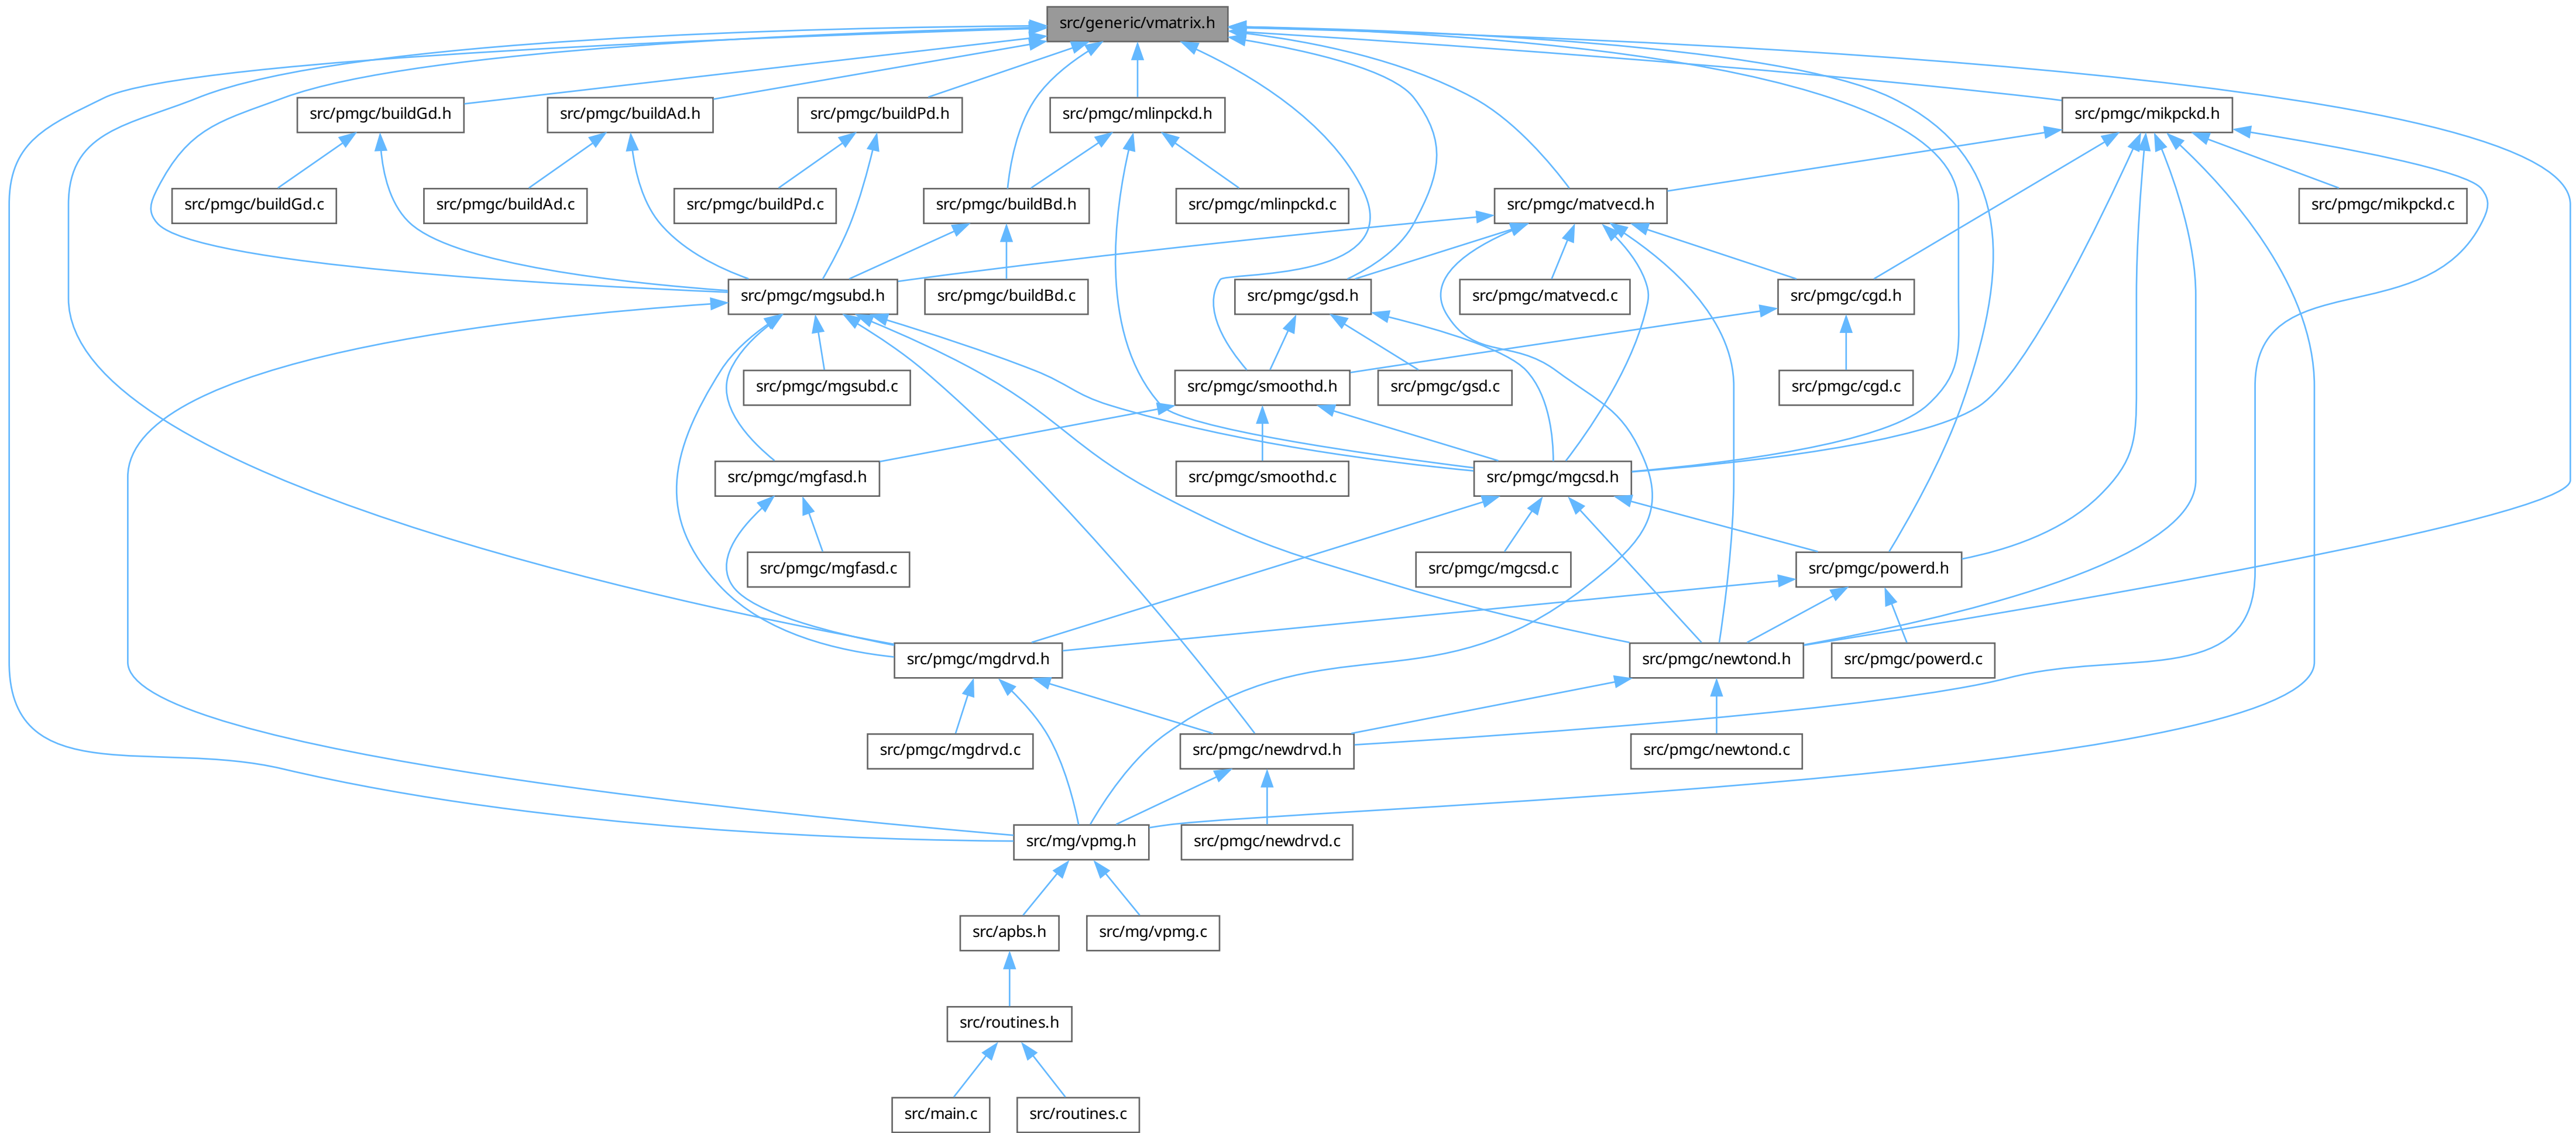 src/generic/vmatrix.h
src/pmgc/buildGd.h
src/pmgc/buildAd.h
src/pmgc/buildPd.h
src/pmgc/mlinpckd.h
src/pmgc/mikpckd.h
src/pmgc/buildGd.c
src/pmgc/buildAd.c
src/pmgc/buildPd.c
src/pmgc/buildBd.h
src/pmgc/mlinpckd.c
src/pmgc/matvecd.h
src/pmgc/mikpckd.c
src/pmgc/mgsubd.h
src/pmgc/buildBd.c
src/pmgc/gsd.h
src/pmgc/matvecd.c
src/pmgc/cgd.h
src/pmgc/mgsubd.c
src/pmgc/smoothd.h
src/pmgc/gsd.c
src/pmgc/cgd.c
src/pmgc/mgfasd.h
src/pmgc/smoothd.c
src/pmgc/mgcsd.h
src/pmgc/mgfasd.c
src/pmgc/mgcsd.c
src/pmgc/powerd.h
src/pmgc/mgdrvd.h
src/pmgc/newtond.h
src/pmgc/powerd.c
src/pmgc/mgdrvd.c
src/pmgc/newdrvd.h
src/pmgc/newtond.c
src/mg/vpmg.h
src/pmgc/newdrvd.c
src/apbs.h
src/mg/vpmg.c
src/routines.h
src/main.c
src/routines.c